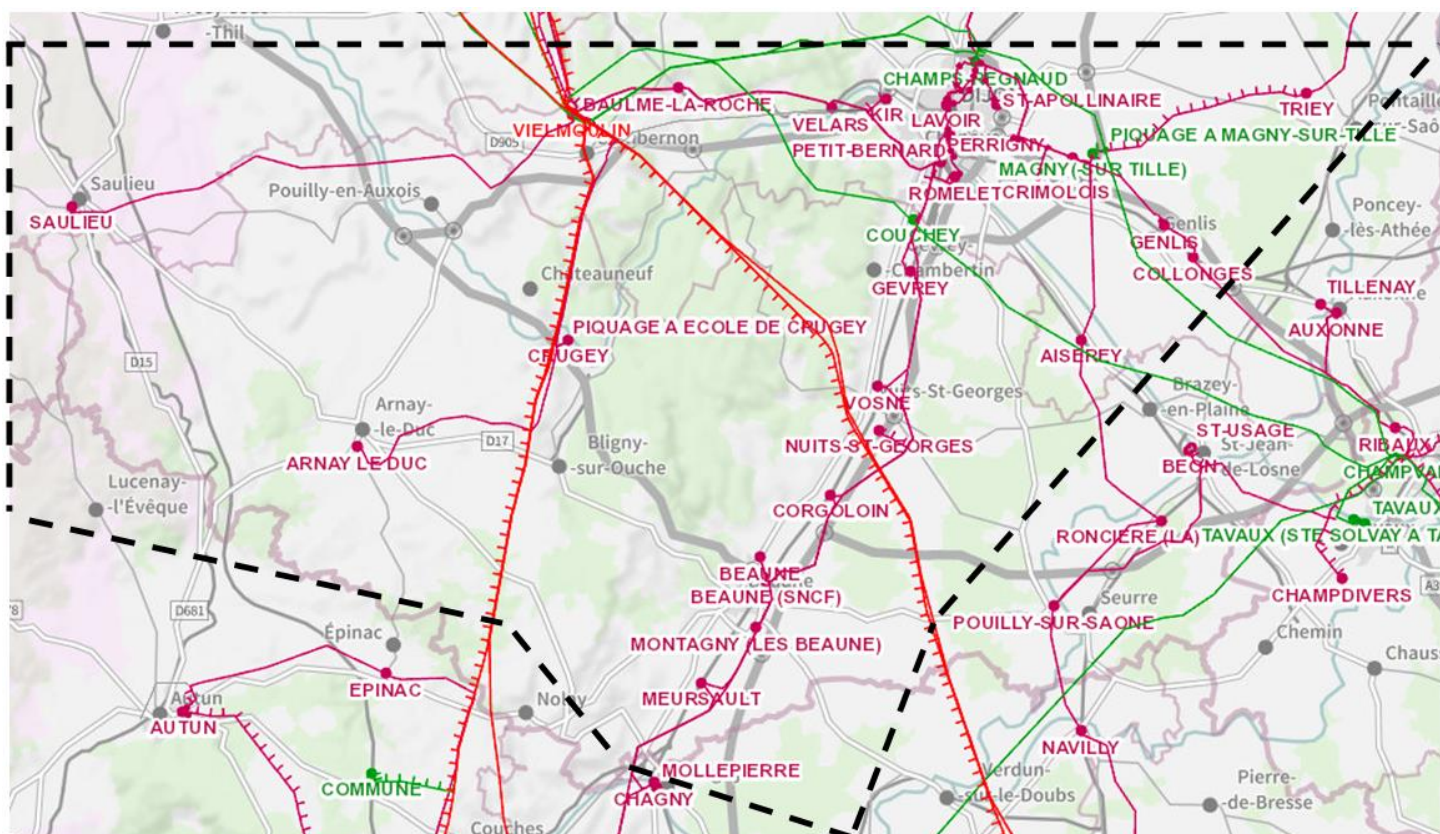 -Thil
CHAMPS-REGNAUD
DIJON
BAULME-LA-ROCHE
ST-APOLLINAIRE
TRIEY
KIR
LAVOIR
VELARS
VIELMOULIN
D905
PIQUAGE A MAGNY-SUR-TILLE
PETIT-BERNARD
PERRIGNY
MAGNY (SUR TILLE)
Saulieu
Pouilly-en-Auxois
ROMELET
CRIMOLOIS
SAULIEU
Poncey-
-lès-Athée
COUCHEY
Genlis
GENLIS
-Chambertin
COLLONGES
Châteauneuf
GEVREY
TILLENAY
AUXONNE
PIQUAGE A ECOLE DE CRUGEY
CRUGEY
AISEREY
D15
Brazey-
-en-Plaine
VOSNE
Arnay-
-le-Duc
D17
Bligny-
-sur-Ouche
NUITS-ST-GEORGES
ST-USAGE
St-Jean-
-de-Losne
BECN
RIBAUX
ARNAY LE DUC
Lucenay-
-l'Évêque
CORGOLOIN
TAVAUX
RONCIERE (LA)
TAVAUX (STE SOLVAY A TA
BEAUNE
BEAUNE (SNCF)
CHAMPDIVERS
D681
Seurre
POUILLY-SUR-SAONE
Épinac
MONTAGNY (LES BEAUNE)
Chemin
EPINAC
MEURSAULT
Nolay
Autun
AUTUN
NAVILLY
MOLLEPIERRE
CHAGNY
COMMUNE
Verdun-
-sur-le-Doubs
Pierre-
-de-Bresse
Couches